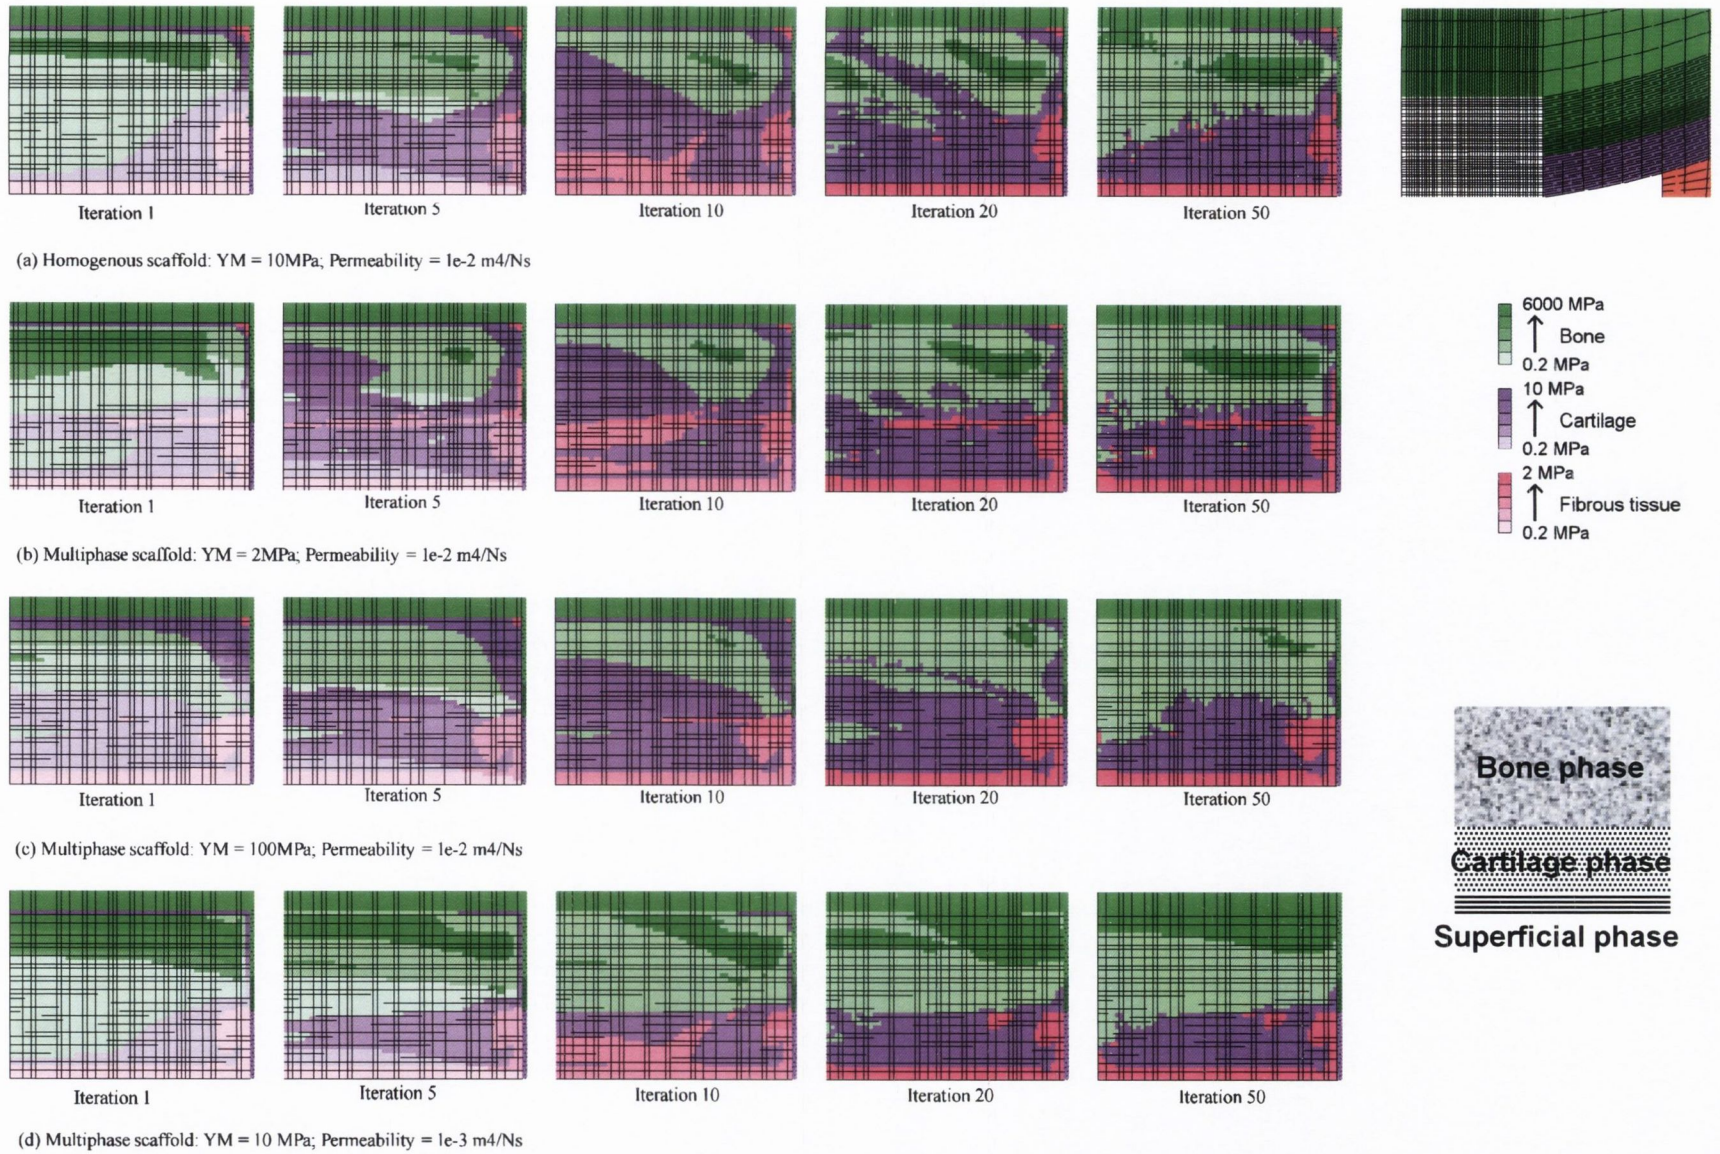 Iteration 1
Iteration 5
Iteration 10
Iteration 20
Iteration 50
(a) Homogenous scaffold: YM = 10MPa; Permeability = 1e-2 m4/Ns
Iteration 1
Iteration 5
Iteration 10
Iteration 20
Iteration 50
(b) Multiphase scaffold: YM = 2MPa; Permeability = 1e-2 m4/Ns
6000 MPa
Bone
0.2 MPa
10 MPa
Cartilage
0.2 MPa
2 MPa
Fibrous tissue
0.2 MPa
Iteration 1
Iteration 5
Iteration 10
Iteration 20
Iteration 50
(c) Multiphase scaffold: YM = 100MPa; Permeability = 1e-2 m4/Ns
Bone phase
Cartilage phase
Superficial phase
Iteration 1
Iteration 5
Iteration 10
Iteration 20
Iteration 50
(d) Multiphase scaffold: YM = 10 MPa; Permeability = 1e-3 m4/Ns